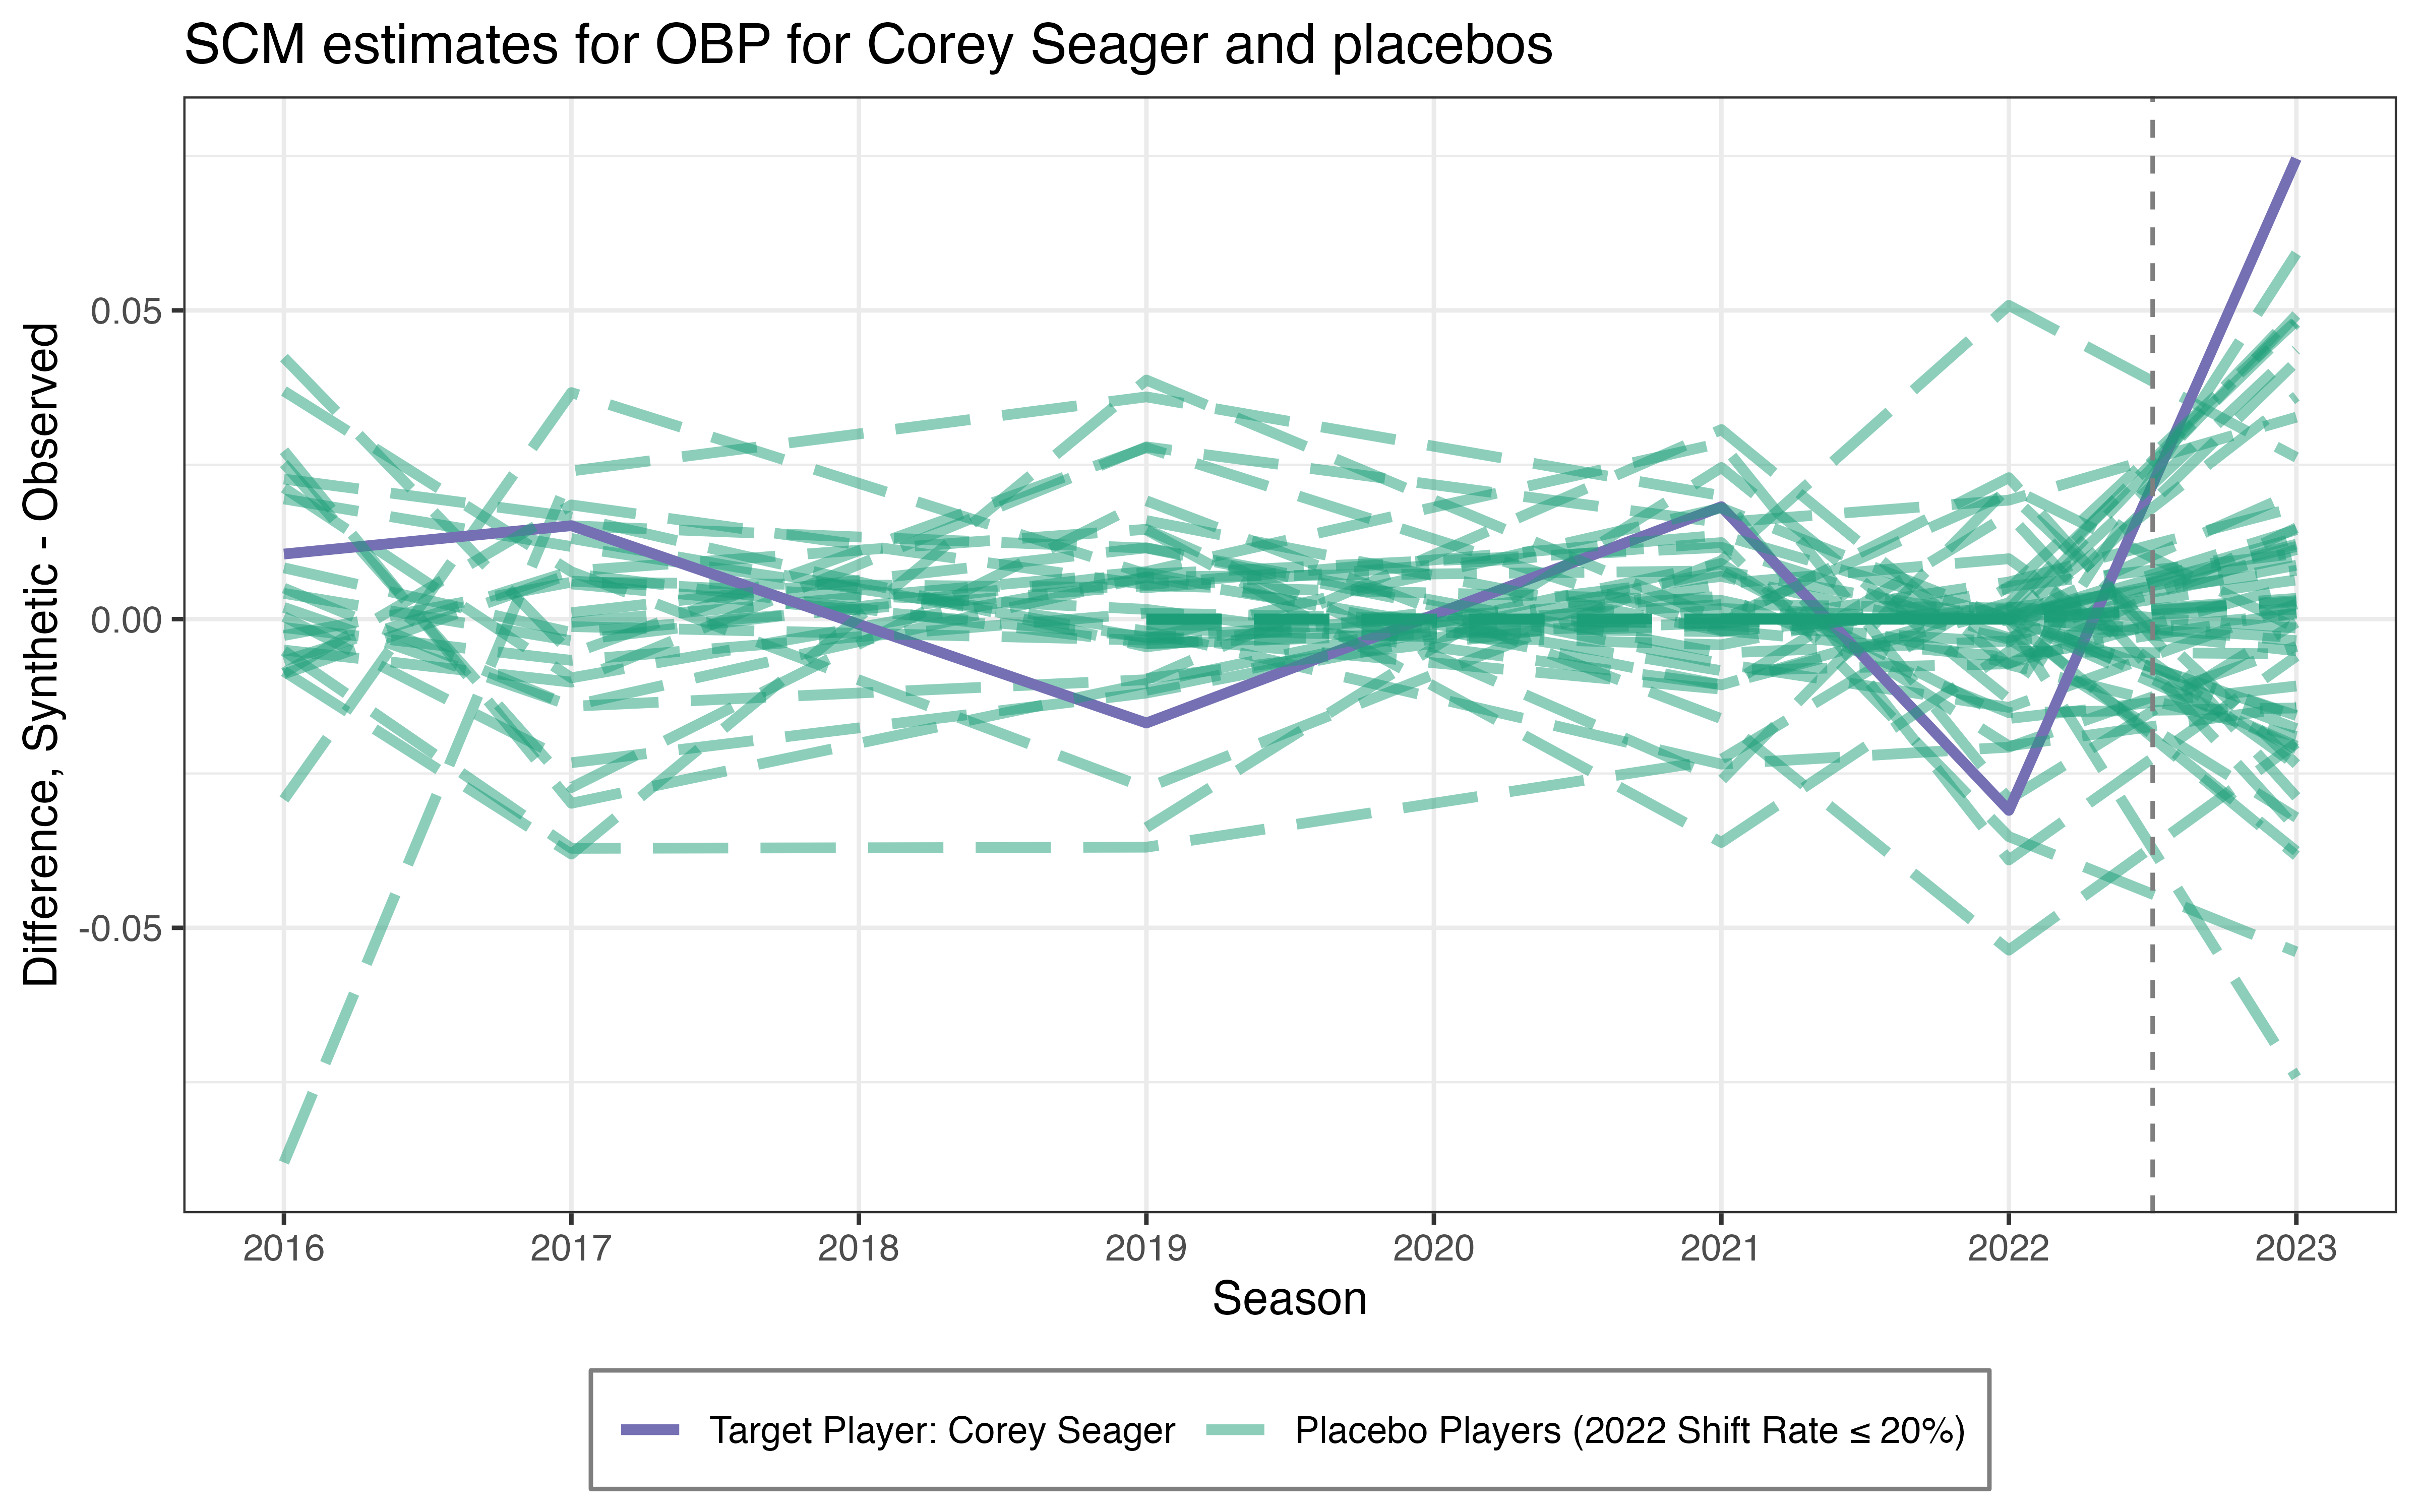 SCM estimates for OBP for Corey Seager and placebos
Difference, Synthetic - Observed
0.05
0.00
-0.05
2016 2017 2018 2019 2020 2021 2022 2023
Season
Target Player: Corey Seager Placebo Players (2022 Shift Rate ≤ 20%)